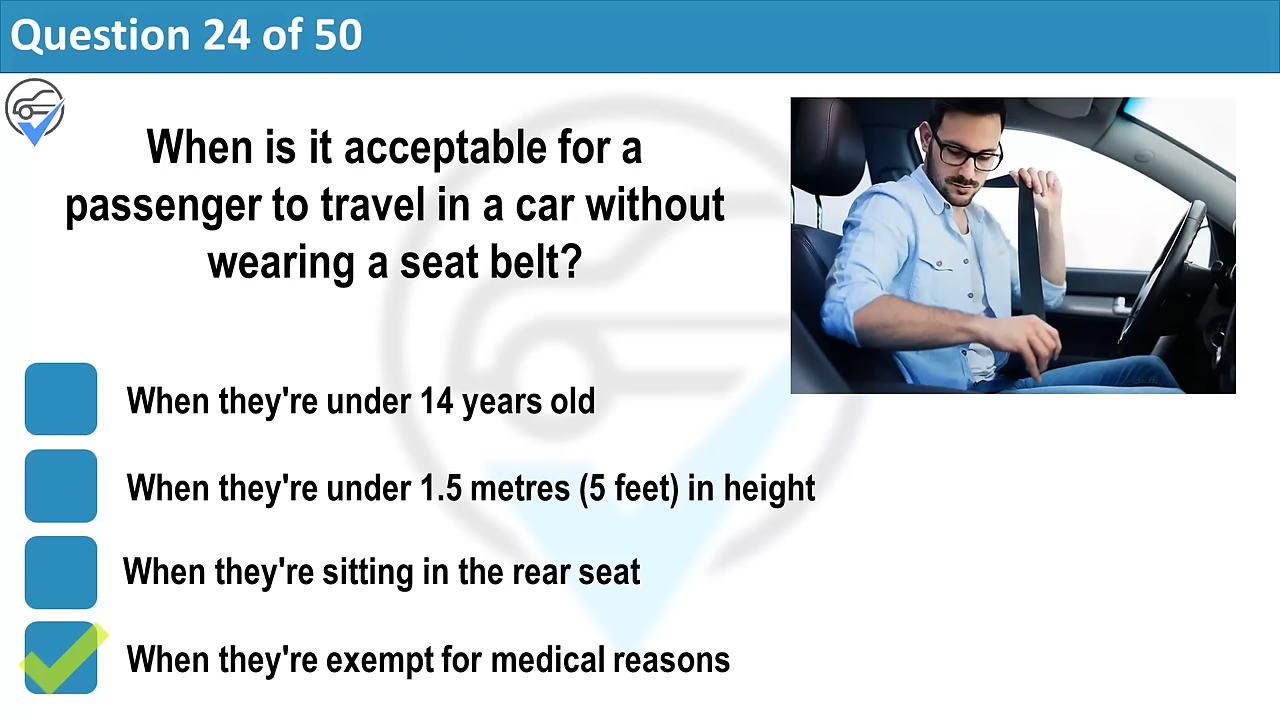 Question 24 of 50
When is it acceptable for a
passenger to travel in a car without
wearing a seat belt?
When they're under 14 years old
When they're under 1.5 metres (5 feet) in height
When they're sitting in the rear seat
When they're exempt for medical reasons